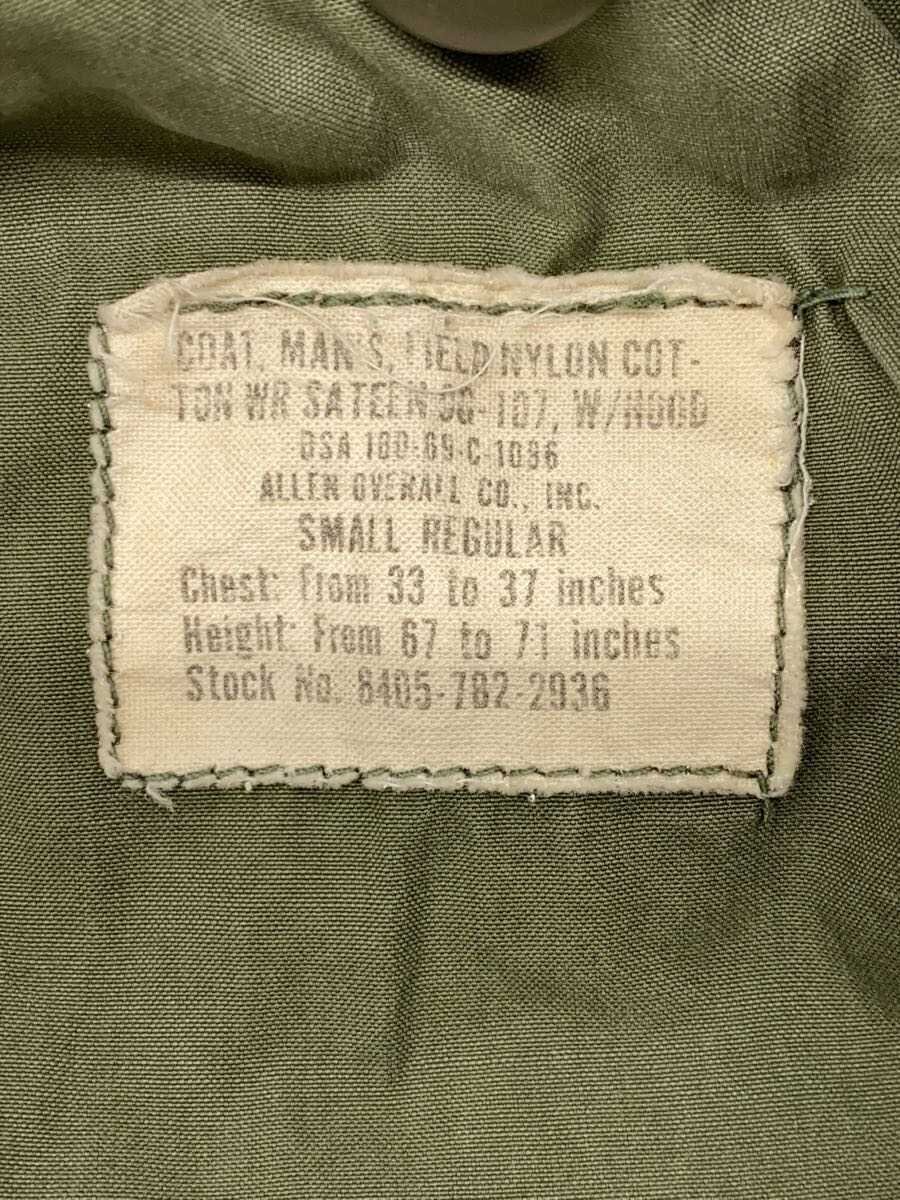 COAT, MAN'S, FIELD NYLON COT-
TON WR SATEEN OG-107, W/HOOD
DSA 100-69-C-1086
ALLEN OVERALL CO., INC.
SMALL REGULAR
Chest: From 33 to 37 inches
Height: From 67 to 71 inches
Stock No. 8405-782-2936